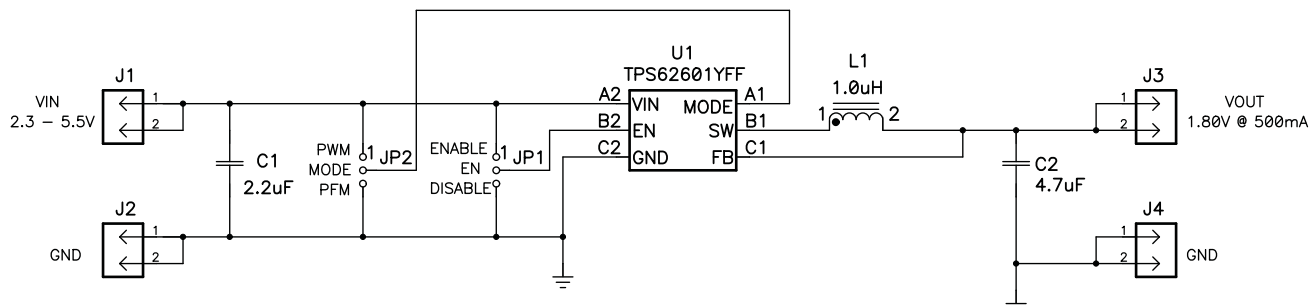 U1
TPS62601YFF
J1
VIN
2.3 – 5.5V
1
2
C1
2.2uF
PWM
MODE
PFM
1
JP2
ENABLE
EN
DISABLE
1
JP1
A2
B2
C2
VIN
EN
GND
MODE
SW
FB
A1
B1
C1
L1
1.0uH
1
2
J3
1
2
VOUT
1.80V @ 500mA
C2
4.7uF
J2
1
2
GND
J4
1
2
GND